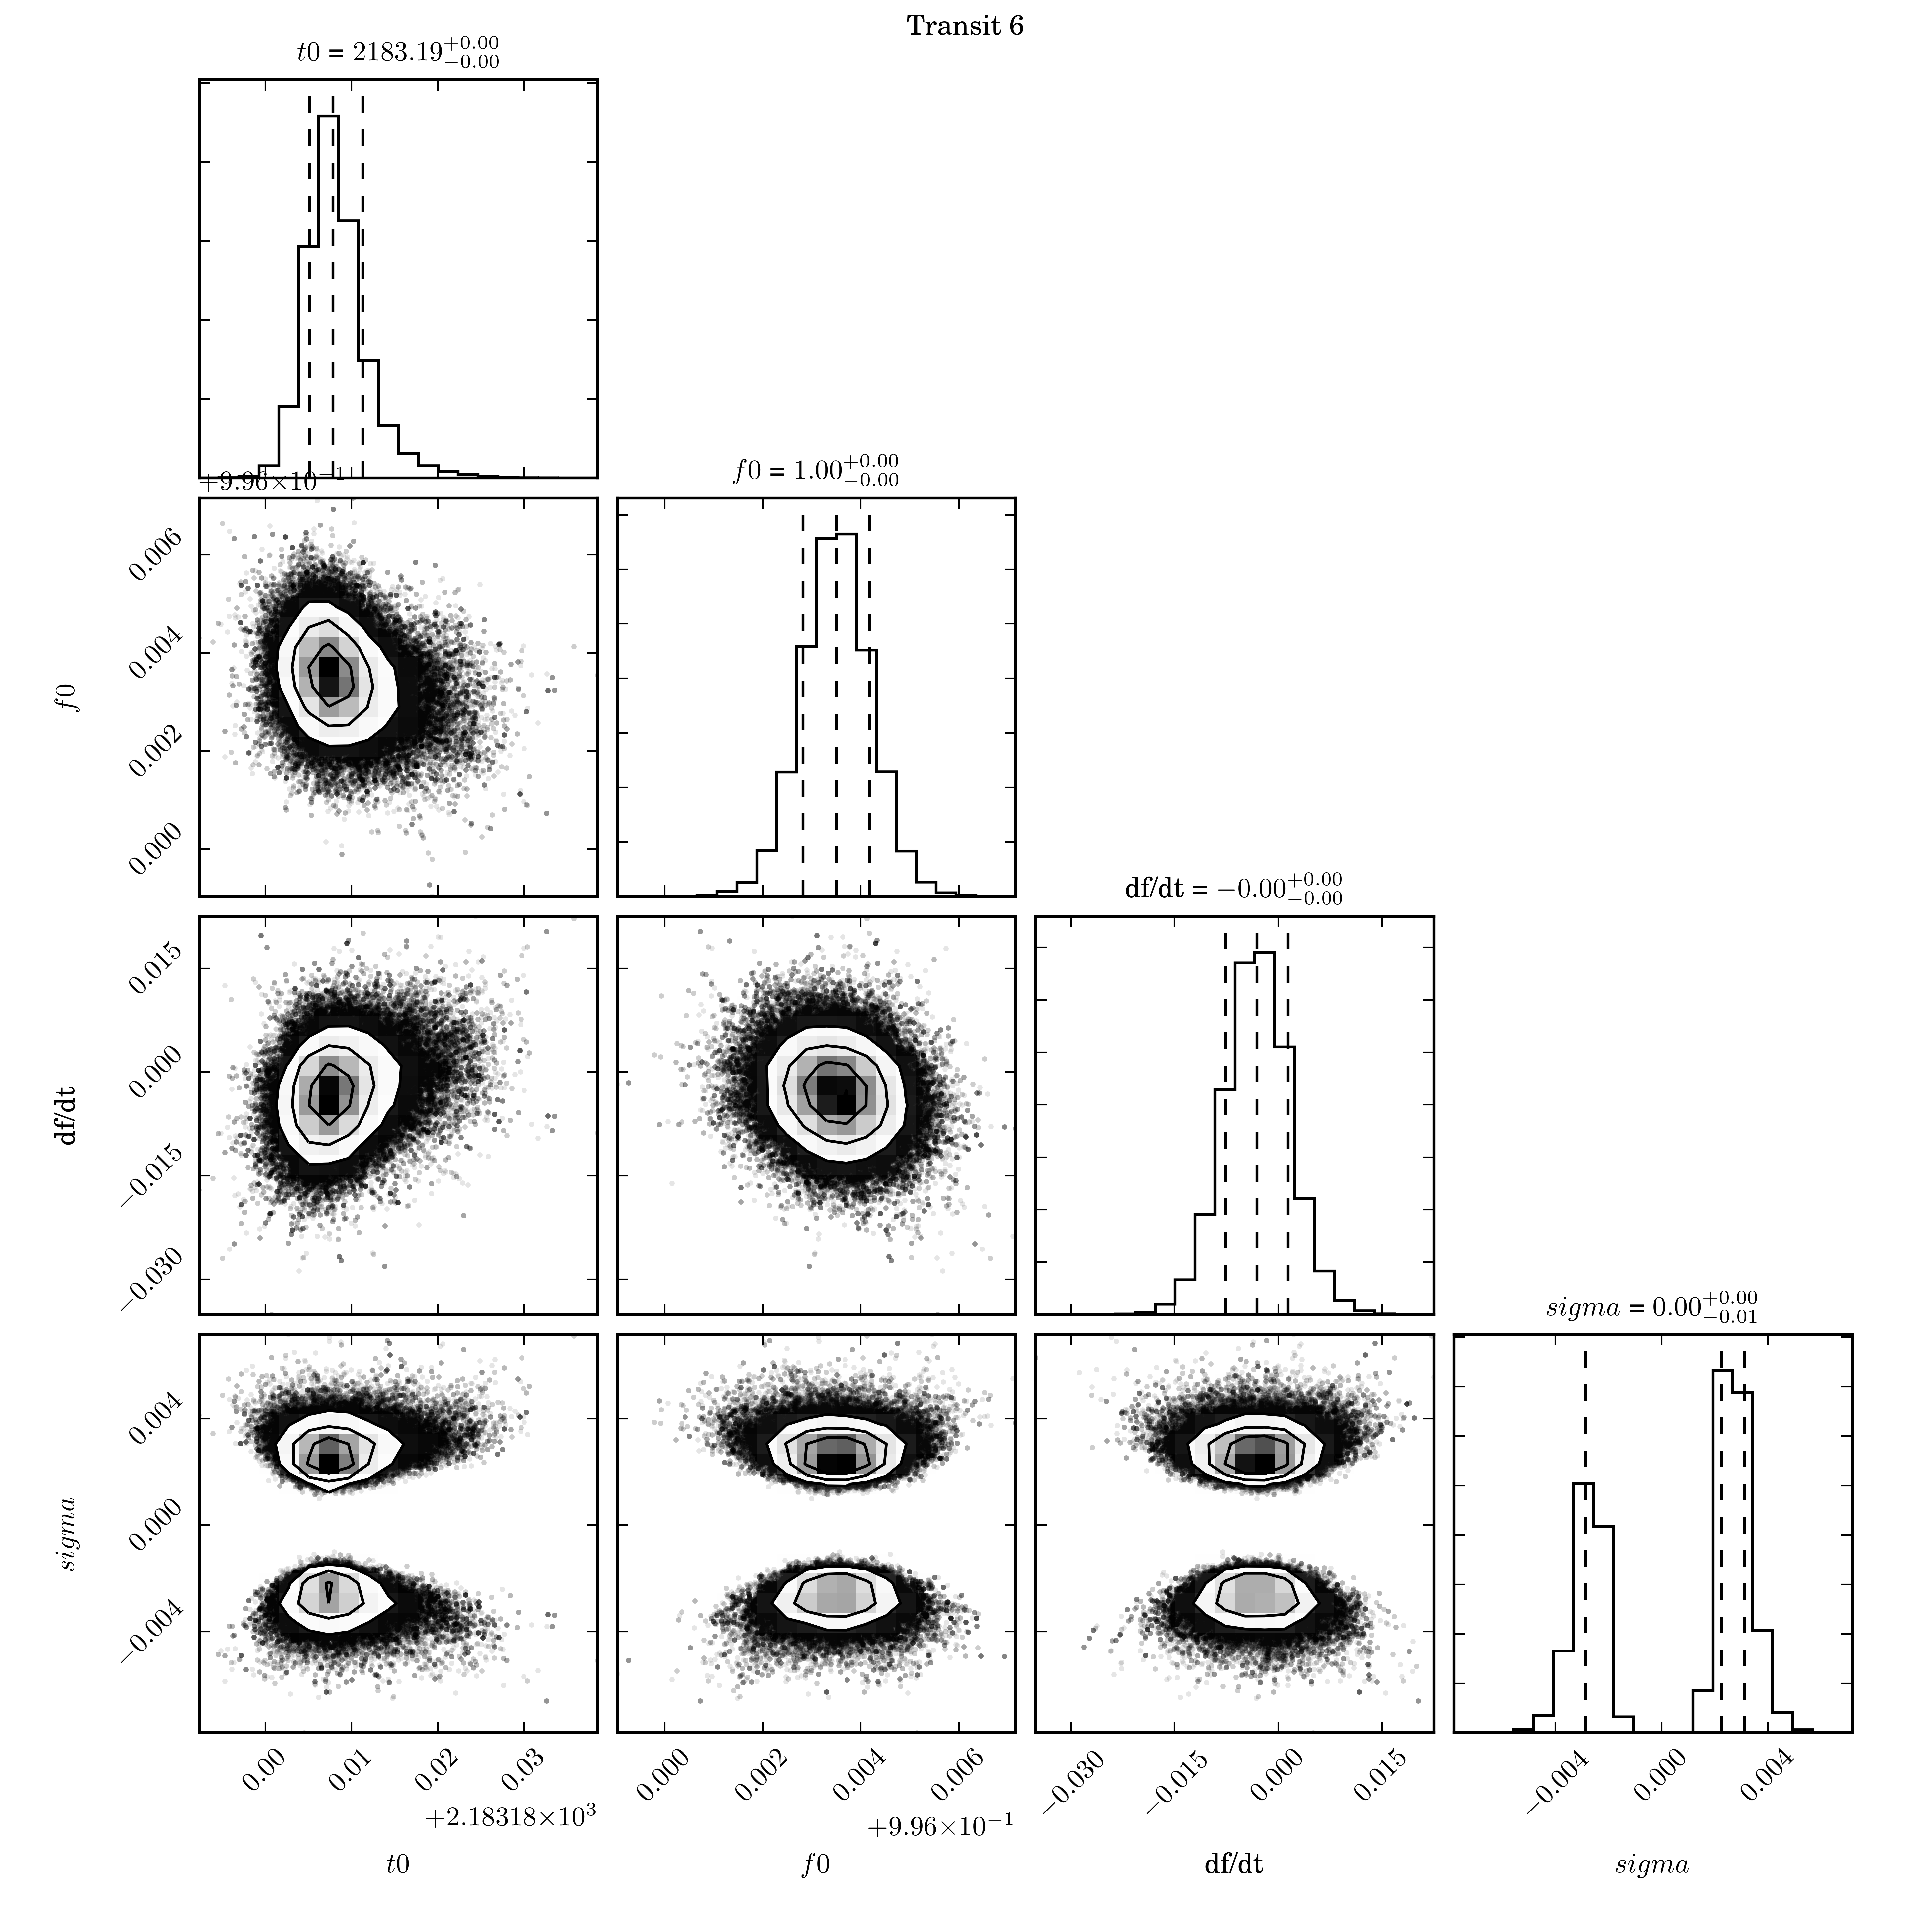 Transit 6
t0 = 2183.19 +0.00 −0.00
+9.96×10−1
f0 = 1.00 +0.00 −0.00
0.006
0.004
0.002
0.000
f0
df/dt = −0.00 +0.00 −0.00
0.015
0.000
−0.015
−0.030
df/dt
sigma = 0.00 +0.00 −0.01
0.004
0.000
−0.004
sigma
0.00 0.01 0.02 0.03
+2.18318×10³
t0
0.000 0.002 0.004 0.006
+9.96×10−1
f0
−0.030 −0.015 0.000 0.015
df/dt
−0.004 0.000 0.004
sigma